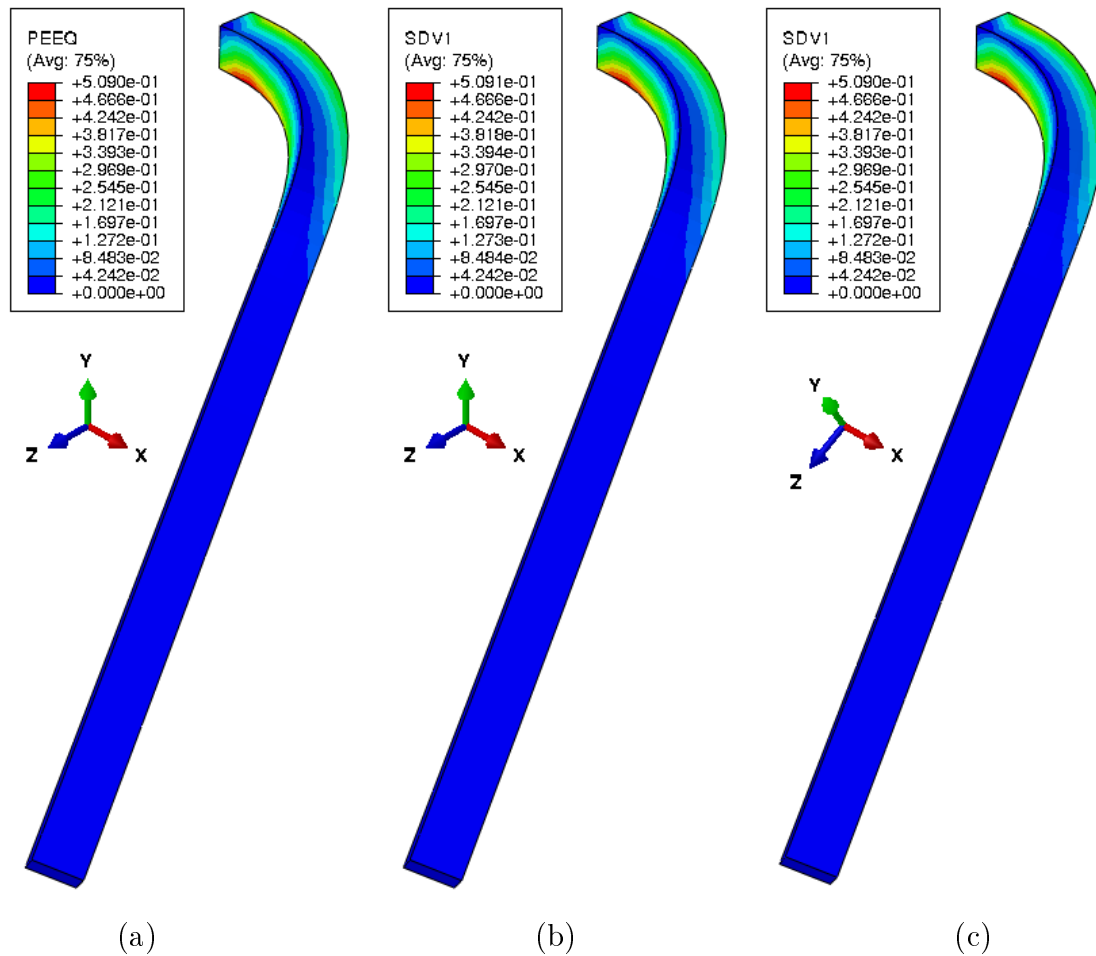 PEEQ
(Avg: 75%)
+5.090e-01
+4.666e-01
+4.242e-01
+3.817e-01
+3.393e-01
+2.969e-01
+2.545e-01
+2.121e-01
+1.697e-01
+1.272e-01
+8.483e-02
+4.242e-02
+0.000e+00
Y
Z
X
(a)
SDV1
(Avg: 75%)
+5.091e-01
+4.666e-01
+4.242e-01
+3.818e-01
+3.394e-01
+2.970e-01
+2.545e-01
+2.121e-01
+1.697e-01
+1.273e-01
+8.484e-02
+4.242e-02
+0.000e+00
Y
Z
X
(b)
SDV1
(Avg: 75%)
+5.090e-01
+4.666e-01
+4.242e-01
+3.817e-01
+3.393e-01
+2.969e-01
+2.545e-01
+2.121e-01
+1.697e-01
+1.272e-01
+8.483e-02
+4.242e-02
+0.000e+00
Y
Z
X
(c)